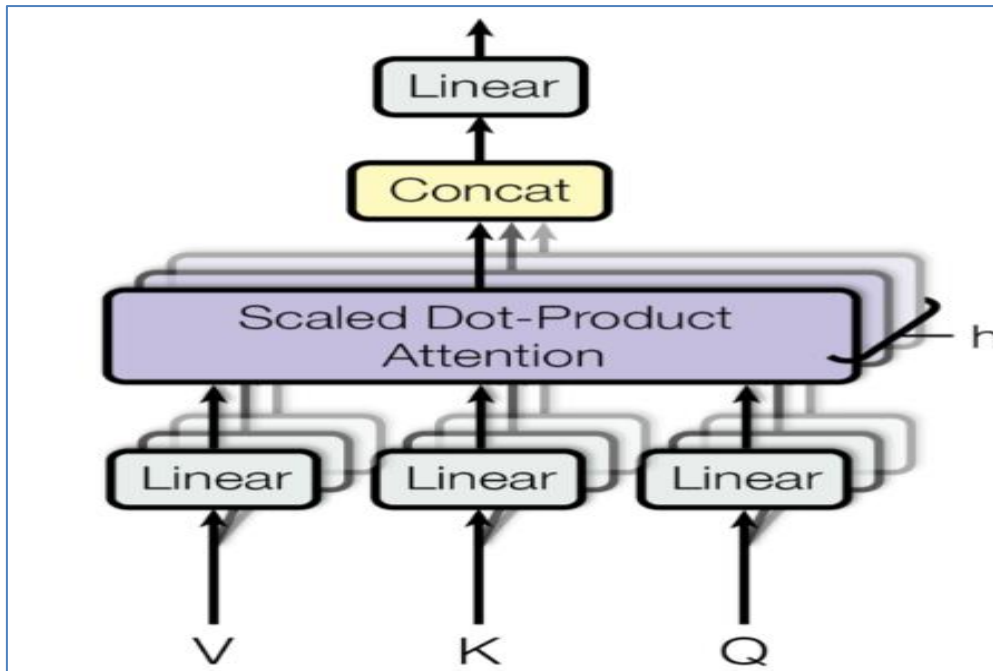 Linear
Concat
Scaled Dot-Product
Attention
h
Linear Linear Linear
V K Q